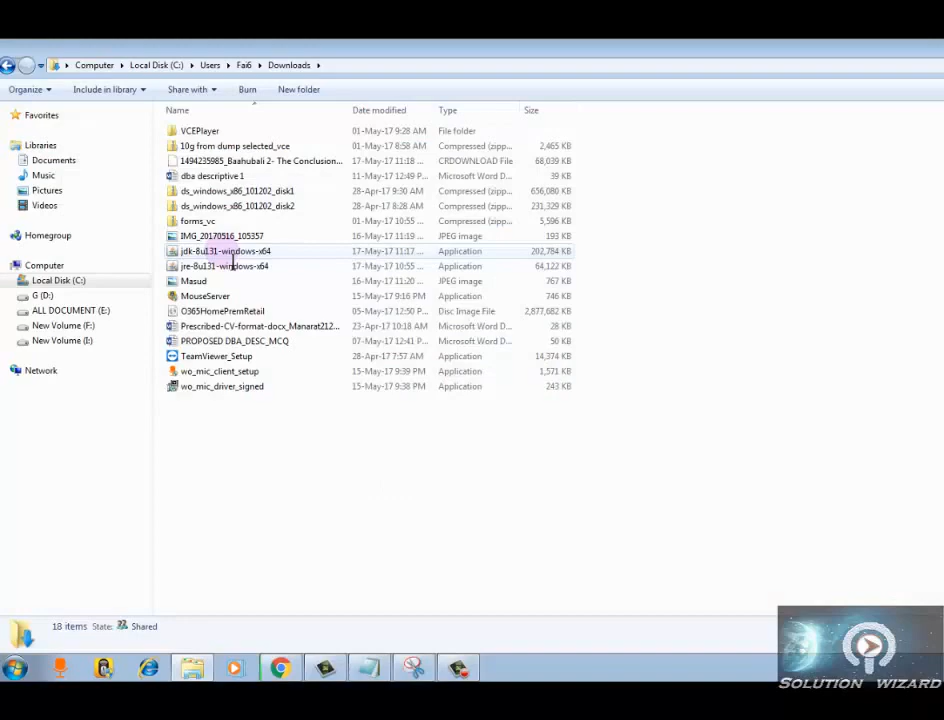 Computer Local Disk (C:) Users Fai6 Downloads
Organize Include in library Share with Burn New folder
Name Date modified Type Size
Favorites
Libraries
Documents
Music
Pictures
Videos
Homegroup
Computer
Local Disk (C:)
G (D:)
ALL DOCUMENT (E:)
New Volume (F:)
New Volume (I:)
Network
VCEPlayer 01-May-17 9:28 AM File folder
10g from dump selected_vce 01-May-17 8:58 AM Compressed (zipp... 2,465 KB
1494235985_Baahubali 2- The Conclusion... 17-May-17 11:18 ... CRDOWNLOAD File 68,039 KB
dba descriptive 1 11-May-17 12:49 P... Microsoft Word D... 39 KB
ds_windows_x86_101202_disk1 28-Apr-17 9:30 AM Compressed (zipp... 656,080 KB
ds_windows_x86_101202_disk2 28-Apr-17 8:28 AM Compressed (zipp... 231,329 KB
forms_vc 01-May-17 10:55 ... Compressed (zipp... 5,596 KB
IMG_20170516_105357 16-May-17 11:19 ... JPEG image 193 KB
jdk-8u131-windows-x64 17-May-17 11:17 ... Application 202,784 KB
jre-8u131-windows-x64 17-May-17 10:55 ... Application 64,122 KB
Masud 16-May-17 11:20 ... JPEG image 767 KB
MouseServer 15-May-17 9:16 PM Application 746 KB
O365HomePremRetail 05-May-17 12:50 P... Disc Image File 2,877,682 KB
Prescribed-CV-format-docx_Manarat212... 23-Apr-17 10:18 AM Microsoft Word D... 28 KB
PROPOSED DBA_DESC_MCQ 07-May-17 12:41 P... Microsoft Word D... 50 KB
TeamViewer_Setup 28-Apr-17 7:57 AM Application 14,374 KB
wo_mic_client_setup 15-May-17 9:39 PM Application 1,571 KB
wo_mic_driver_signed 15-May-17 9:38 PM Application 243 KB
18 items State: Shared
SOLUTION WIZARD